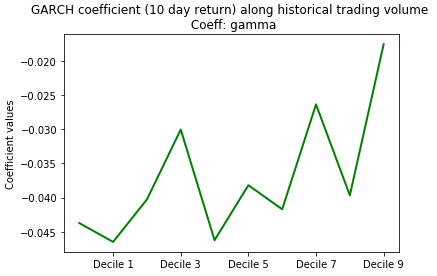 GARCH coefficient (10 day return) along historical trading volume
Coeff: gamma
Coefficient values
−0.020
−0.025
−0.030
−0.035
−0.040
−0.045
Decile 1 Decile 3 Decile 5 Decile 7 Decile 9